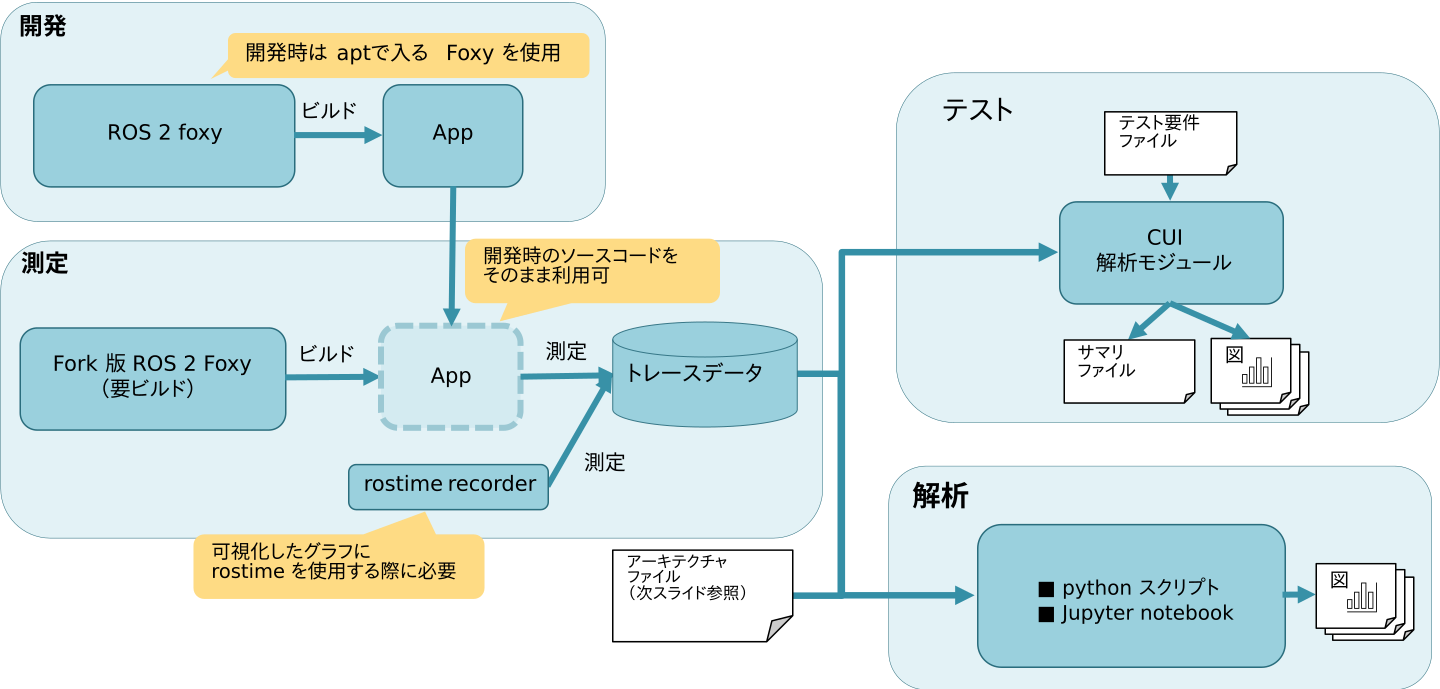 開発
開発時は aptで入る Foxy を使用
ROS 2 foxy
ビルド
App
測定
開発時のソースコードを
そのまま利用可
Fork 版 ROS 2 Foxy
（要ビルド）
ビルド
App
測定
トレースデータ
測定
rostime recorder
可視化したグラフに
rostime を使用する際に必要
アーキテクチャ
ファイル
（次スライド参照）
テスト
テスト要件
ファイル
CUI
解析モジュール
サマリ
ファイル
図
解析
■ python スクリプト
■ Jupyter notebook
図